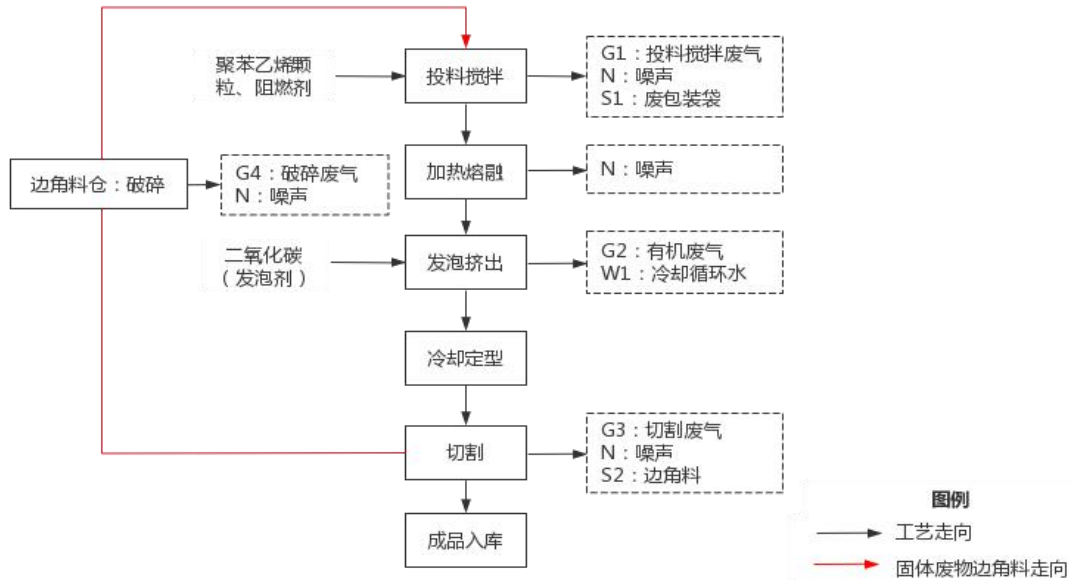 聚苯乙烯颗
粒、阻燃剂
投料搅拌
G1：投料搅拌废气
N：噪声
S1：废包装袋
边角料仓：破碎
G4：破碎废气
N：噪声
加热熔融
N：噪声
二氧化碳
（发泡剂）
发泡挤出
G2：有机废气
W1：冷却循环水
冷却定型
切割
G3：切割废气
N：噪声
S2：边角料
成品入库
图例
工艺走向
固体废物边角料走向